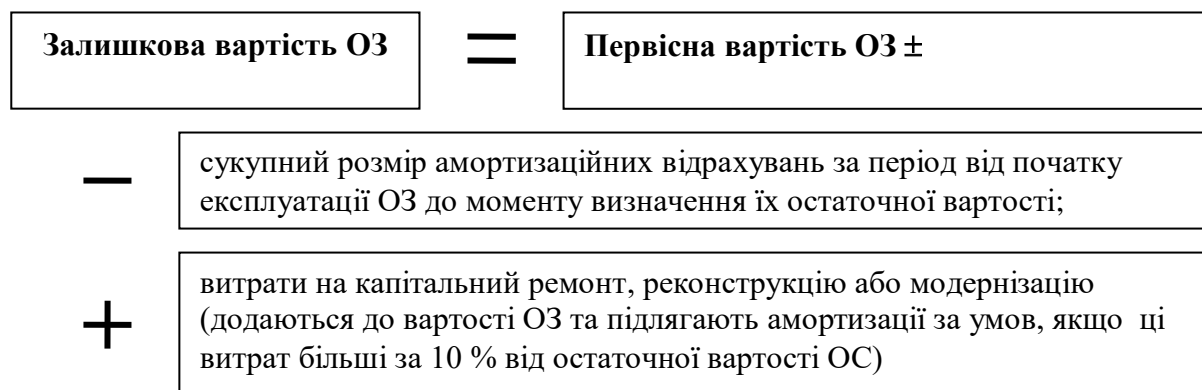 Залишкова вартість ОЗ = Первісна вартість ОЗ ±
– сукупний розмір амортизаційних відрахувань за період від початку
експлуатації ОЗ до моменту визначення їх остаточної вартості;
+ витрати на капітальний ремонт, реконструкцію або модернізацію
(додаються до вартості ОЗ та підлягають амортизації за умов, якщо ці
витрат більші за 10 % від остаточної вартості ОС)